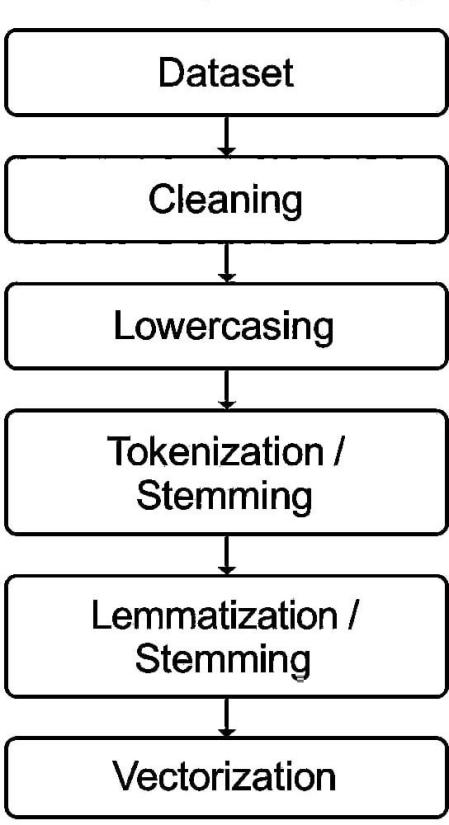 Dataset
Cleaning
Lowercasing
Tokenization /
Stemming
Lemmatization /
Stemming
Vectorization